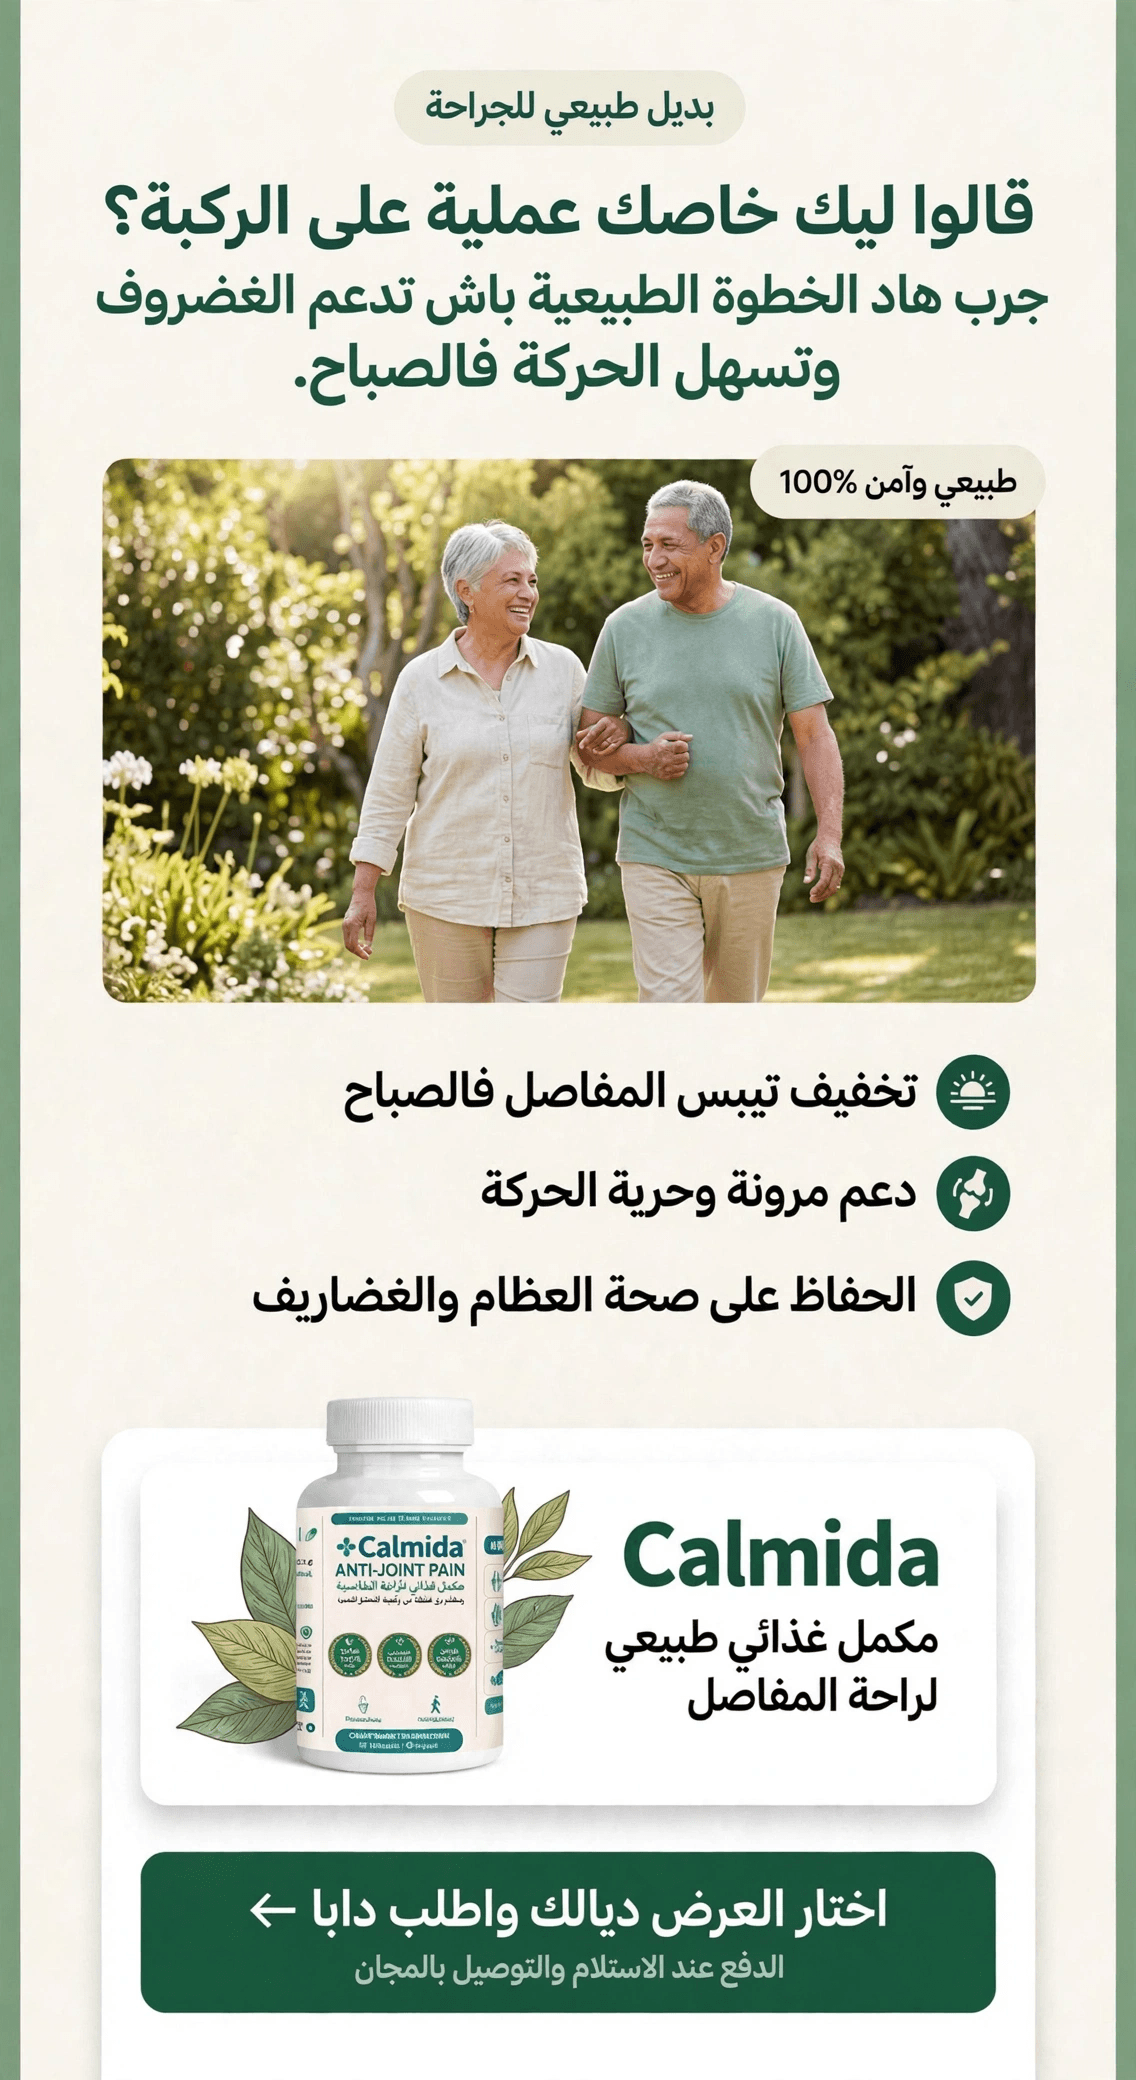 بديل طبيعي للجراحة
قالوا ليك خاصك عملية على الركبة؟
جرب هاد الخطوة الطبيعية باش تدعم الغضروف
وتسهل الحركة فالصباح.
طبيعي وآمن 100%
تخفيف تيبس المفاصل فالصباح
دعم مرونة وحرية الحركة
الحفاظ على صحة العظام والغضاريف
Calmida
ANTI-JOINT PAIN
Calmida
مكمل غذائي طبيعي
لراحة المفاصل
اختار العرض ديالك واطلب دابا ←
الدفع عند الاستلام والتوصيل بالمجان